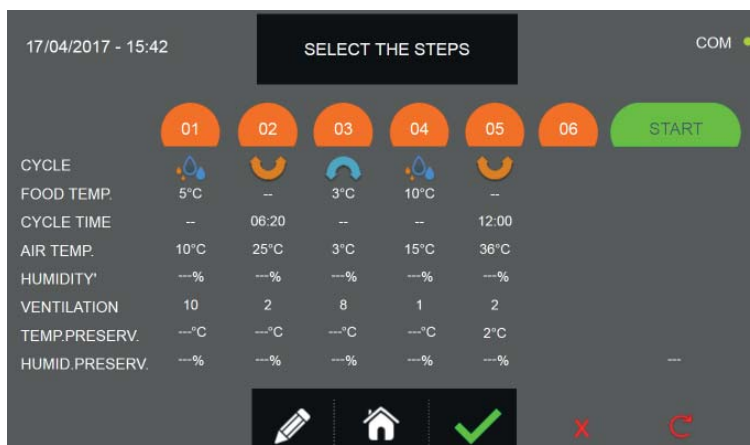 17/04/2017 - 15:42 SELECT THE STEPS COM
01 02 03 04 05 06 START
CYCLE
FOOD TEMP. 5°C -- 3°C 10°C --
CYCLE TIME -- 06:20 -- -- 12:00
AIR TEMP. 10°C 25°C 3°C 15°C 36°C
HUMIDITY' ---% ---% ---% ---% ---%
VENTILATION 10 2 8 1 2
TEMP.PRESERV. ---°C ---°C ---°C ---°C 2°C
HUMID.PRESERV. ---% ---% ---% ---% ---% ---
X